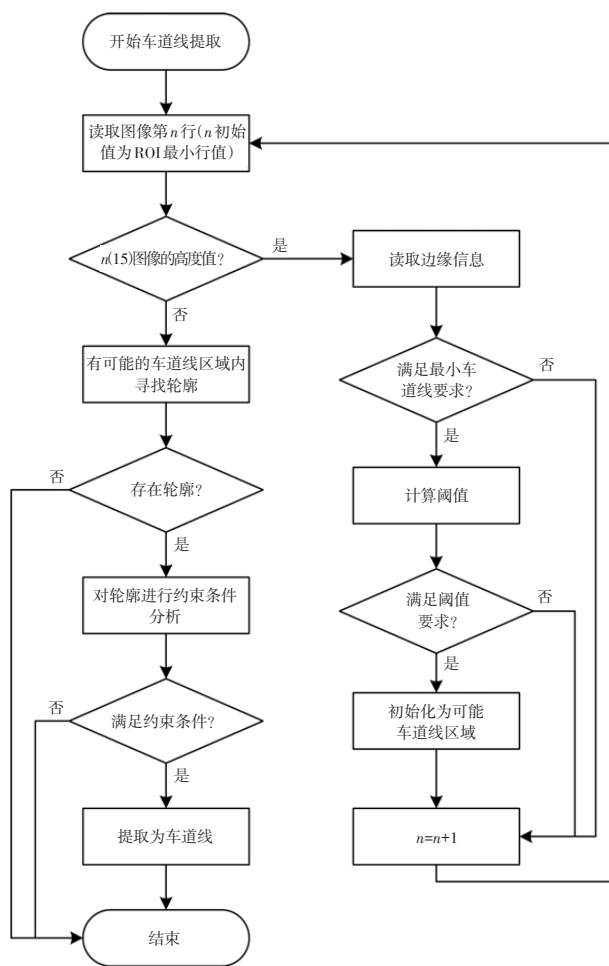 开始车道线提取
读取图像第n行(n初始
值为ROI最小行值)
n(15)图像的高度值?
是
读取边缘信息
否
有可能的车道线区域内
寻找轮廓
满足最小车
道线要求?
否
是
否
存在轮廓?
计算阈值
是
对轮廓进行约束条件
分析
满足阈值
要求?
否
是
否
满足约束条件?
初始化为可能
车道线区域
是
提取为车道线
n=n+1
结束